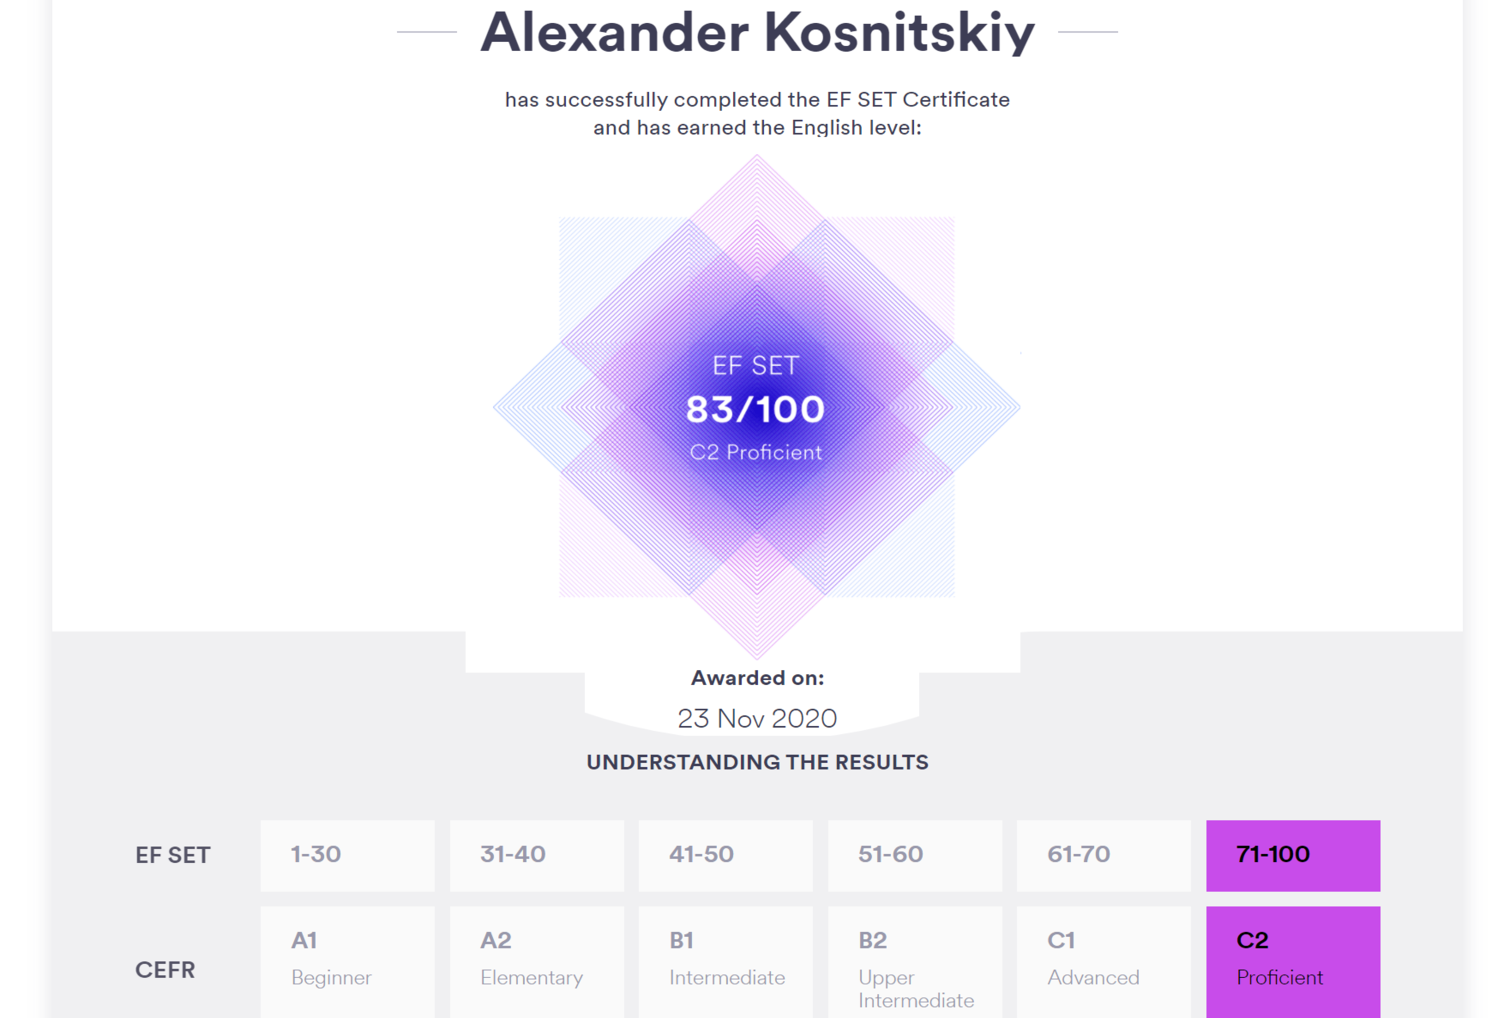 Alexander Kosnitskiy
has successfully completed the EF SET Certificate
and has earned the English level:
EF SET
83/100
C2 Proficient
Awarded on:
23 Nov 2020
UNDERSTANDING THE RESULTS
EF SET 1-30 31-40 41-50 51-60 61-70 71-100
CEFR
A1 Beginner
A2 Elementary
B1 Intermediate
B2 Upper
Intermediate
C1 Advanced
C2 Proficient